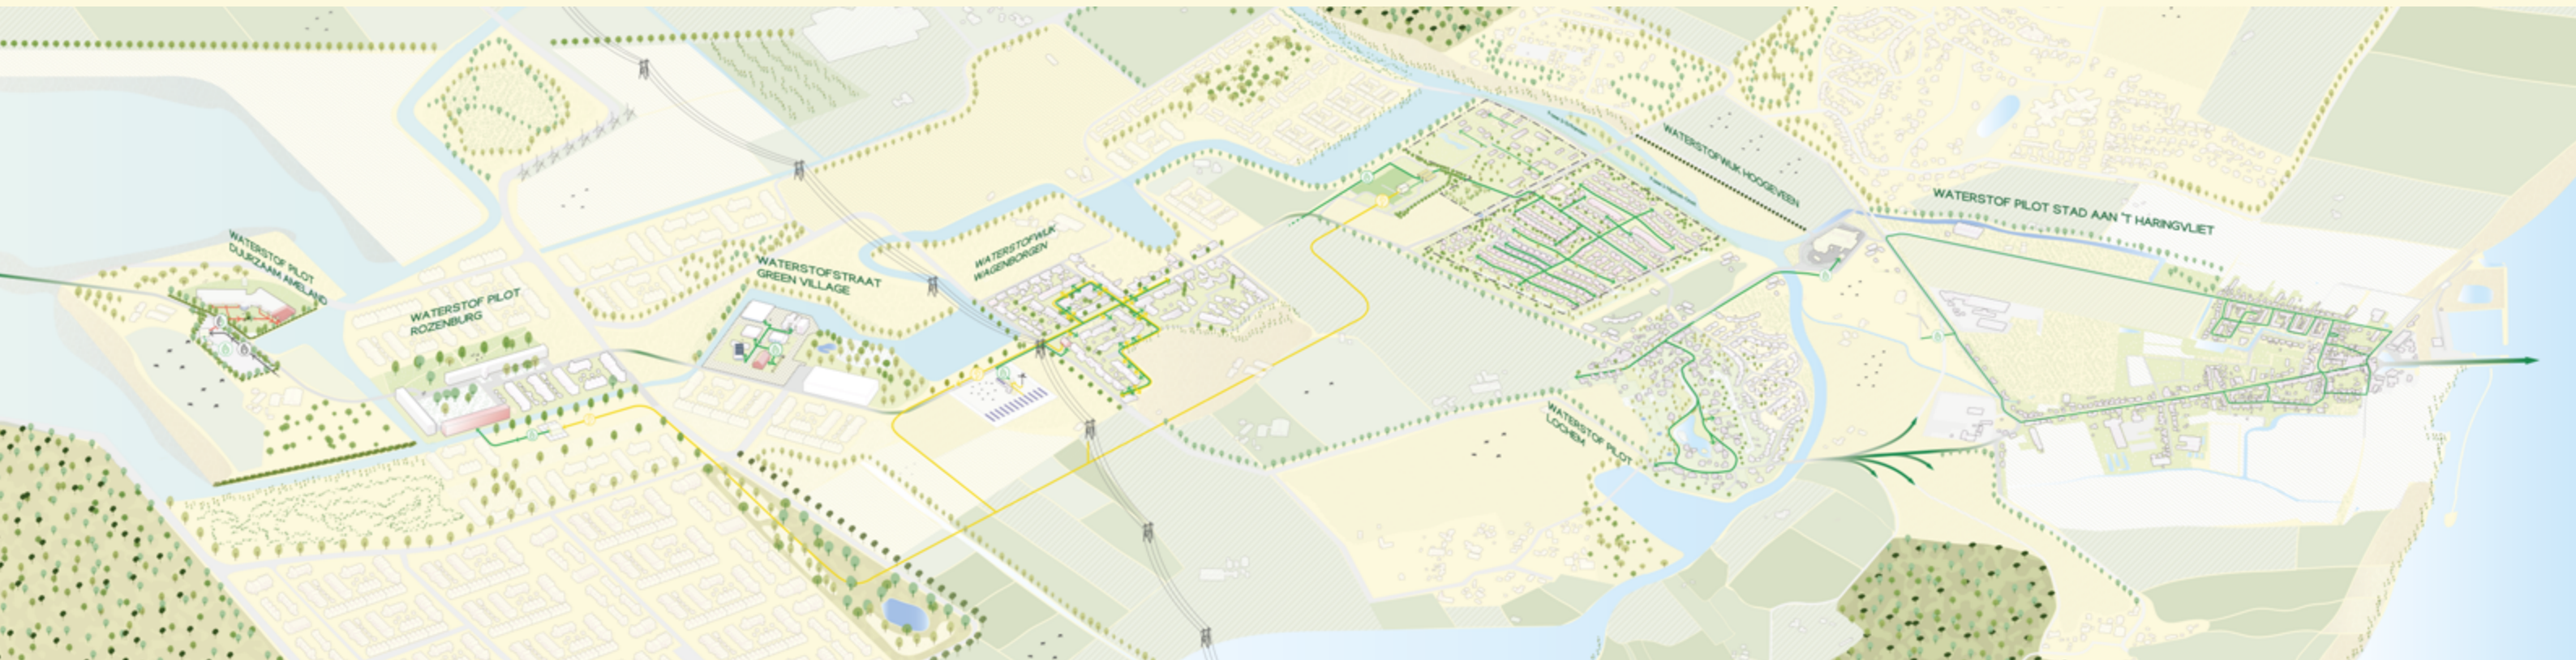 WATERSTOF PILOT
DUURZAAM AMELAND
WATERSTOF PILOT
ROZENBURG
WATERSTOFSTRAAT
GREEN VILLAGE
WATERSTOFWIJK
WAGENBORGEN
WATERSTOFWIJK HOOGEVEEN
WATERSTOF PILOT
LOCHEM
WATERSTOF PILOT STAD AAN 'T HARINGVLIET